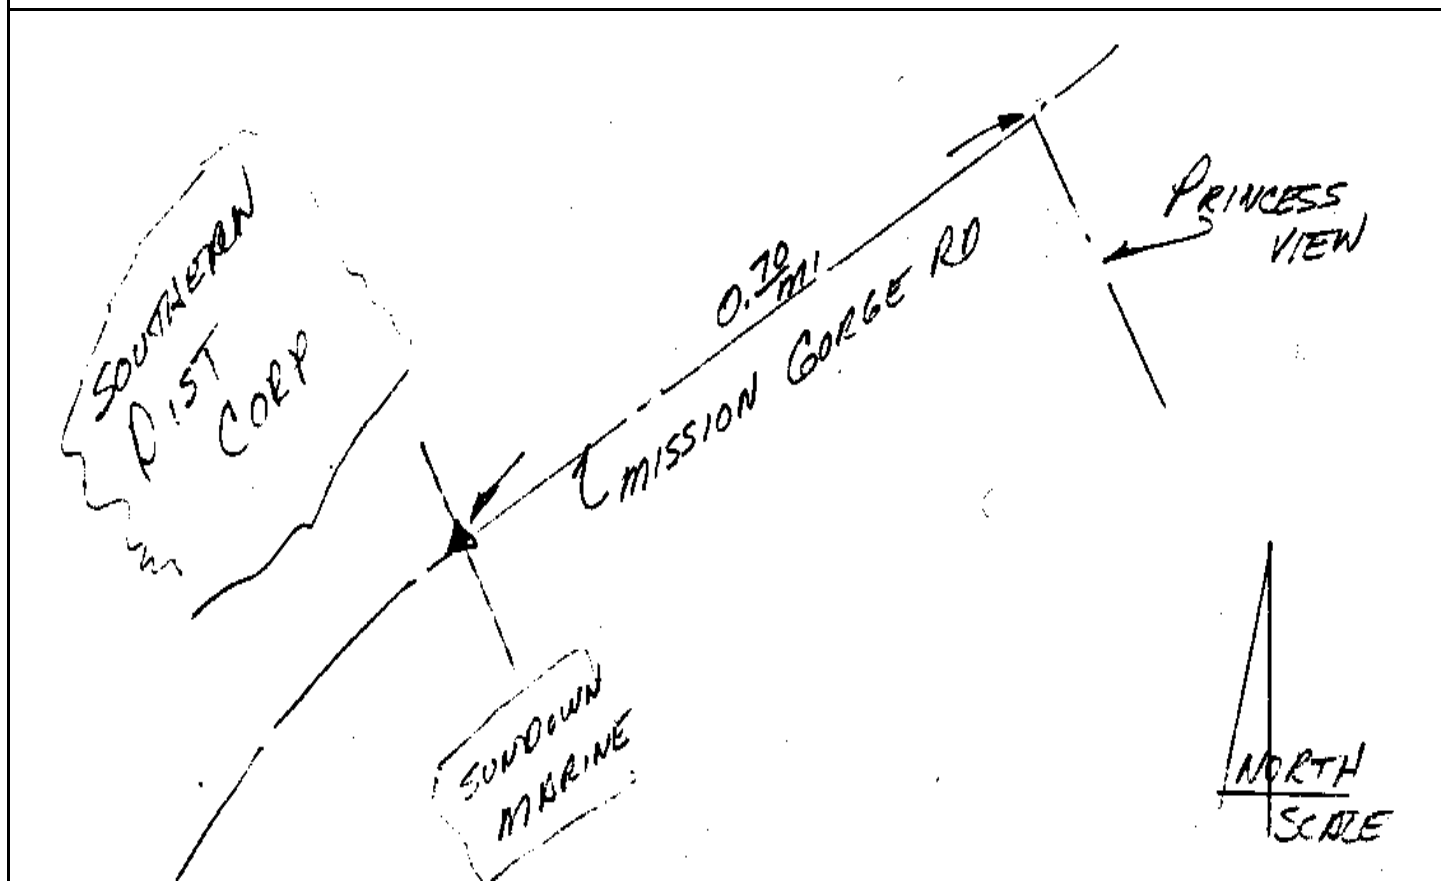 SOUTHERN
DIST
CORP
0.70 mi
MISSION GORGE RD
PRINCESS
VIEW
SUNDOWN
MARINE
NORTH
SCALE